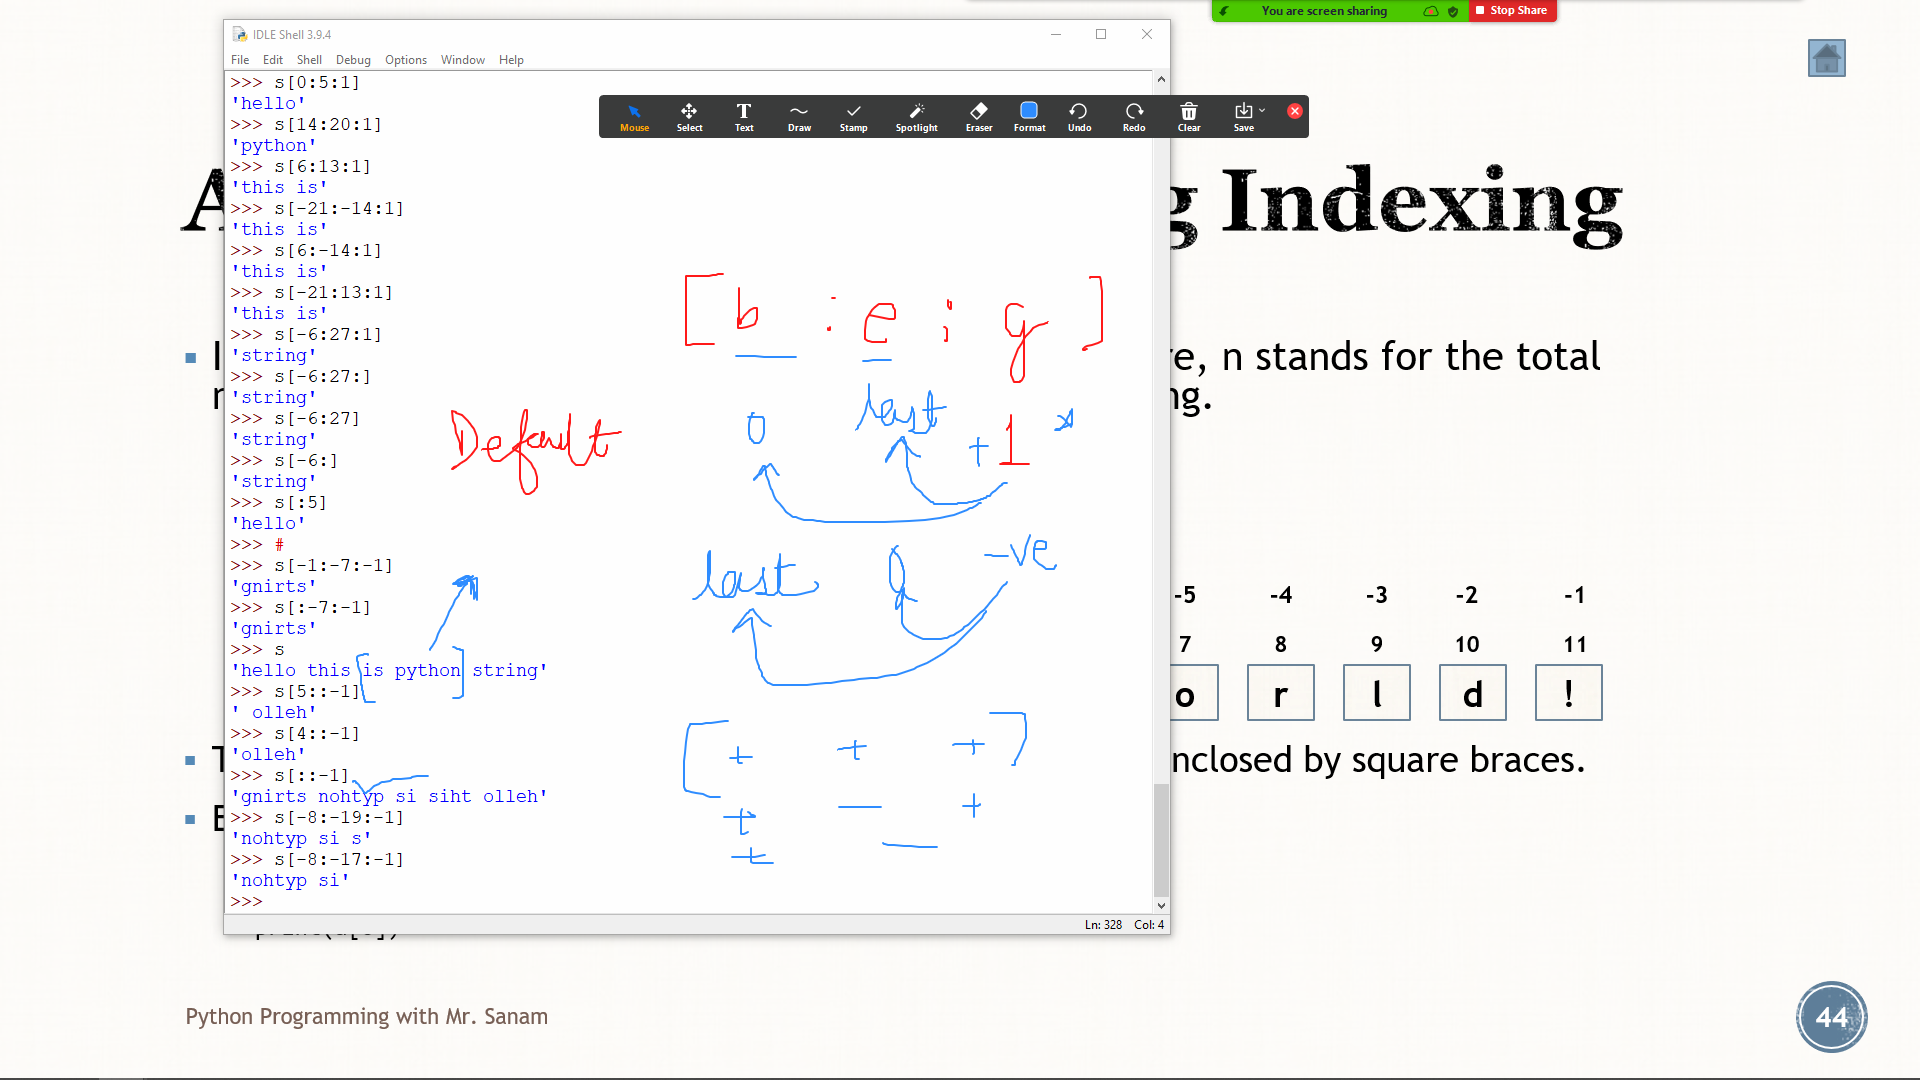 You are screen sharing
Stop Share
IDLE Shell 3.9.4
File Edit Shell Debug Options Window Help
>>> s[0:5:1]
'hello'
>>> s[14:20:1]
'python'
>>> s[6:13:1]
'this is'
>>> s[-21:-14:1]
'this is'
>>> s[6:-14:1]
'this is'
>>> s[-21:13:1]
'this is'
>>> s[-6:27:1]
'string'
>>> s[-6:27:]
'string'
>>> s[-6:27]
'string'
>>> s[-6:]
'string'
>>> s[:5]
'hello'
>>> #
>>> s[-1:-7:-1]
'gnirts'
>>> s[:-7:-1]
'gnirts'
>>> s
'hello this is python string'
>>> s[5::-1]
' olleh'
>>> s[4::-1]
'olleh'
>>> s[::-1]
'gnirts nohtyp si siht olleh'
>>> s[-8:-19:-1]
'nohtyp si s'
>>> s[-8:-17:-1]
'nohtyp si'
>>>
Ln: 328 Col: 4
Mouse Select Text Draw Stamp Spotlight Eraser Format Undo Redo Clear Save
[ b : e : g ]
Default 0 last +1
last -ve
[ + + + ]
+ - +
+ -
g Indexing
re, n stands for the total
ng.
-5 -4 -3 -2 -1
7 8 9 10 11
o r l d !
nclosed by square braces.
Python Programming with Mr. Sanam
44